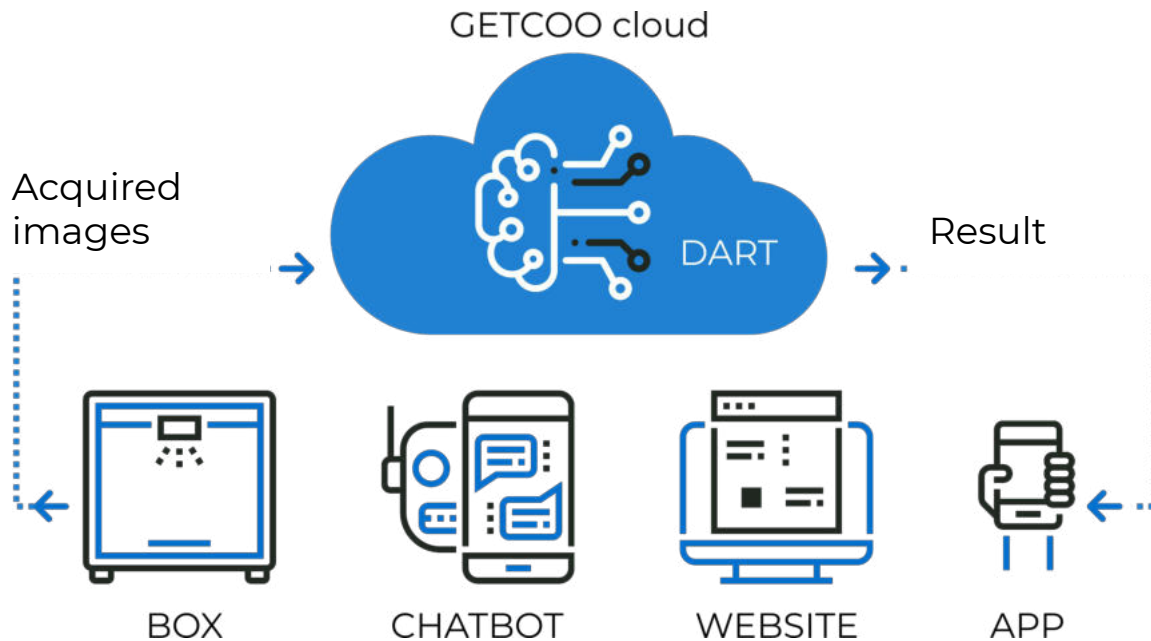 GETCOO cloud
Acquired
images
DART
Result
BOX
CHATBOT
WEBSITE
APP